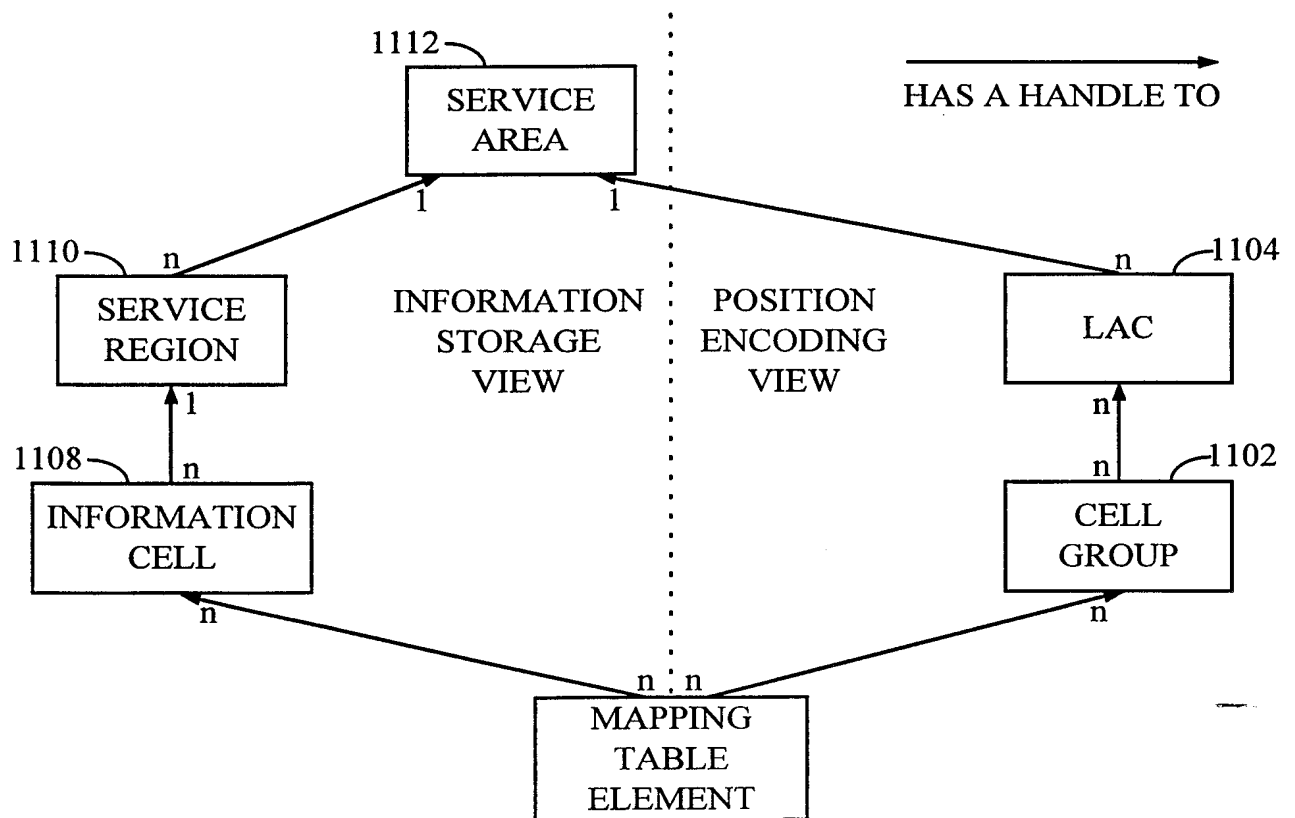 1112
SERVICE
AREA
HAS A HANDLE TO
1
1
1110
n
SERVICE
REGION
INFORMATION
STORAGE
VIEW
POSITION
ENCODING
VIEW
n
1104
LAC
1
n
1108
n
INFORMATION
CELL
n
1102
CELL
GROUP
n
n
n
n
MAPPING
TABLE
ELEMENT